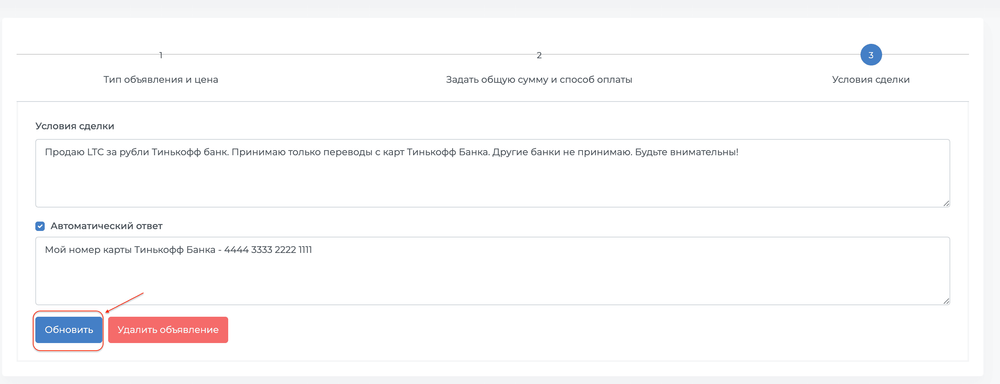 1
2
3
Тип объявления и цена
Задать общую сумму и способ оплаты
Условия сделки
Условия сделки
Продаю LTC за рубли Тинькофф банк. Принимаю только переводы с карт Тинькофф Банка. Другие банки не принимаю. Будьте внимательны!
Автоматический ответ
Мой номер карты Тинькофф Банка - 4444 3333 2222 1111
Обновить
Удалить объявление